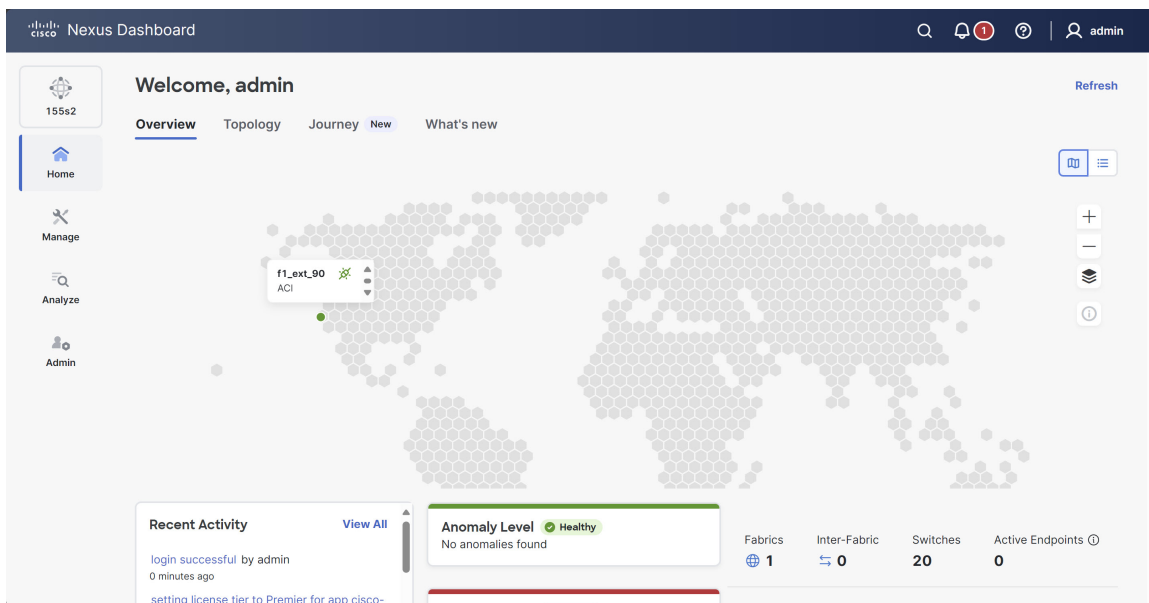 cisco Nexus Dashboard
1
admin
155s2
Home
Manage
Analyze
Admin
Welcome, admin
Refresh
Overview Topology Journey New What's new
f1_ext_90
ACI
Recent Activity View All
login successful by admin
0 minutes ago
setting license tier to Premier for app cisco-
Anomaly Level Healthy
No anomalies found
Fabrics Inter-Fabric Switches Active Endpoints
1 0 20 0